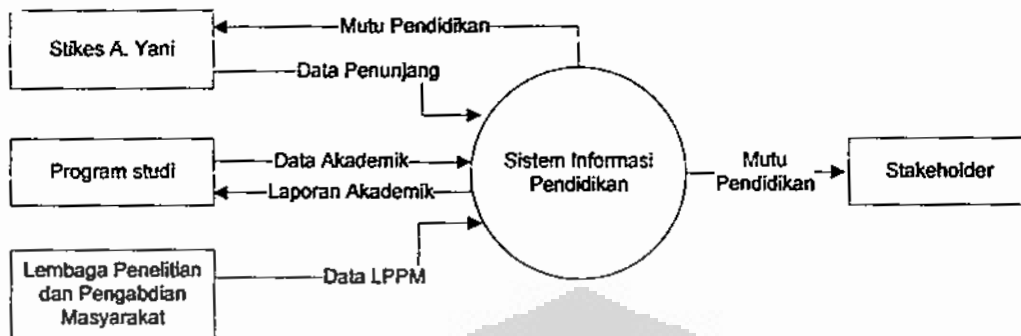 Stikes A. Yani
Mutu Pendidikan
Data Penunjang
Program studi
Data Akademik
Laporan Akademik
Sistem Informasi
Pendidikan
Mutu
Pendidikan
Stakeholder
Lembaga Penelitian
dan Pengabdian
Masyarakat
Data LPPM